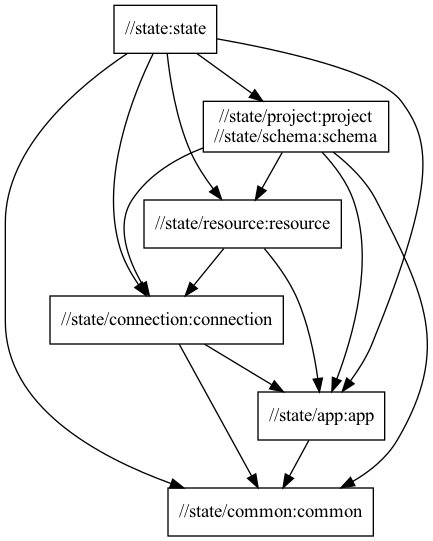 //state:state
//state/project:project
//state/schema:schema
//state/resource:resource
//state/connection:connection
//state/app:app
//state/common:common